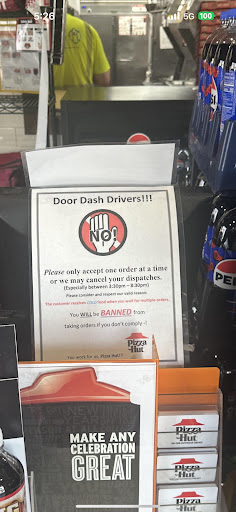 5:26
5G 100
Door Dash Drivers!!!
NO
Please only accept one order at a time
or we may cancel your dispatches.
(Especially between 3:30pm – 8:30pm)
Please consider and respect our valid reason:
The customer receives cold food when you wait for multiple orders.
You WILL be BANNED from
taking orders if you don't comply –(
Pizza
Hut
MAKE ANY
CELEBRATION
GREAT
Pizza
Hut
Pizza
Hut
Pizza
Hut
PEPSI